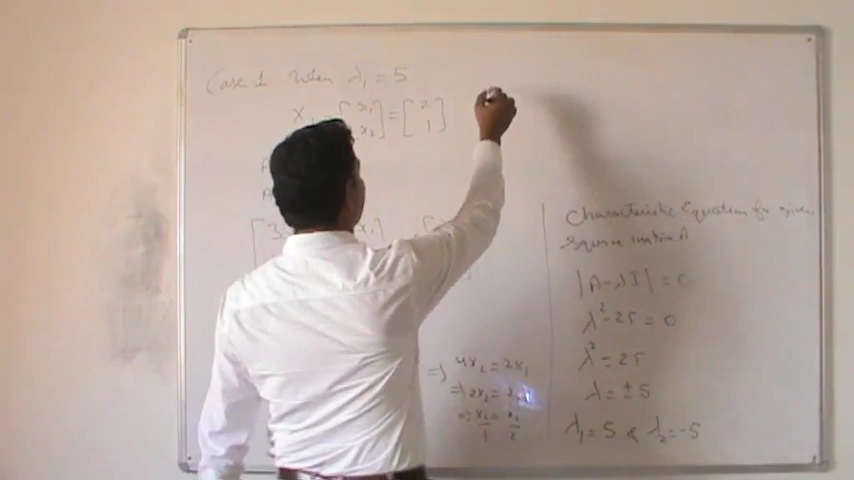 Case 1 When λ₁ = 5
X₁ [x₁ x₂] = [2 1]
[3 x₁]
⇒ 4x₂ = 2x₁
⇒ 2x₂ =
⇒ x₂/1 = x₁/2
Characteristic Equation for given
square matrix A
|A-λI| = 0
λ² - 25 = 0
λ² = 25
λ = ± 5
λ₁ = 5 & λ₂ = -5